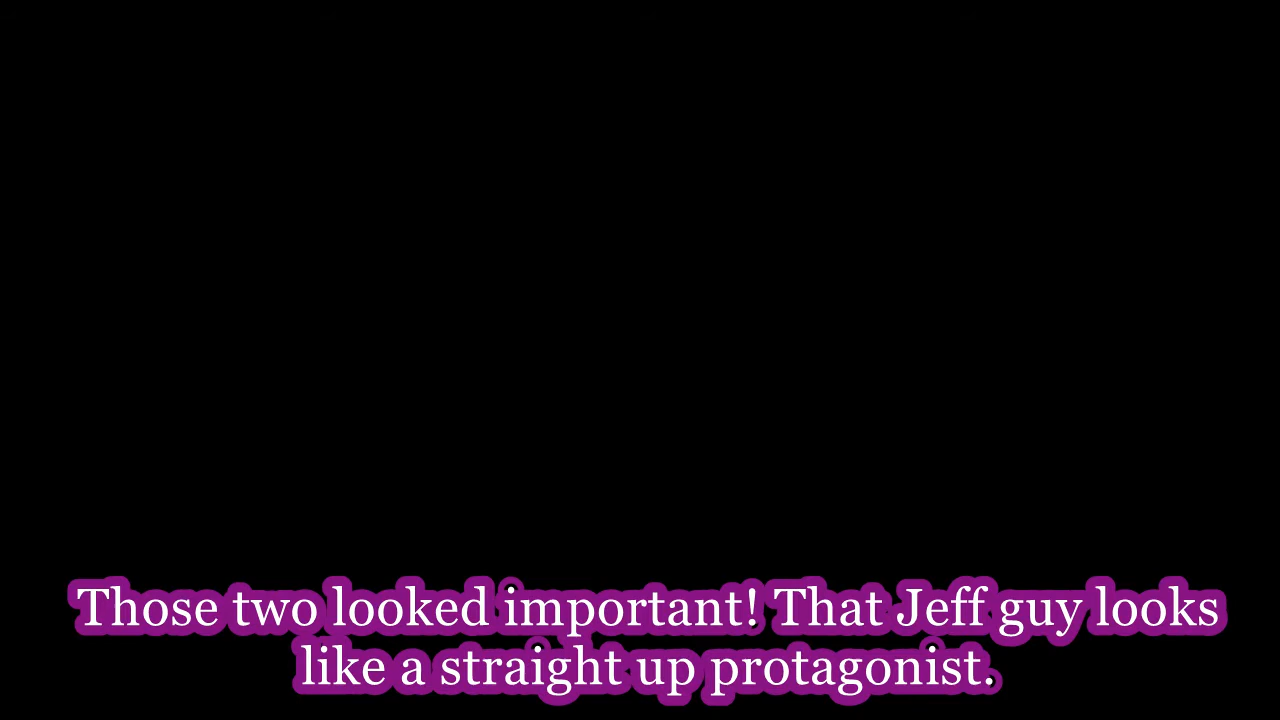 Those two looked important! That Jeff guy looks
like a straight up protagonist.